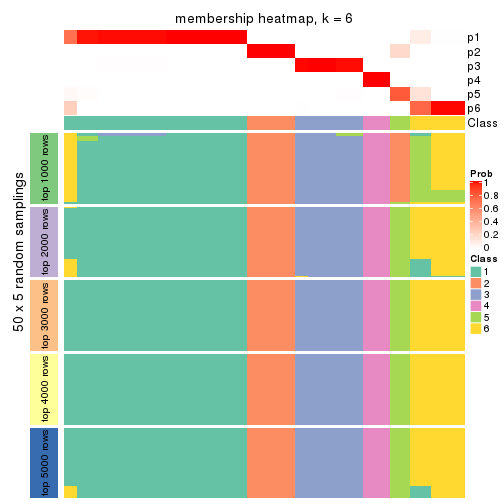 membership heatmap, k = 6
p1
p2
p3
p4
p5
p6
Class
50 x 5 random samplings
top 1000 rows
top 2000 rows
top 3000 rows
top 4000 rows
top 5000 rows
Prob
1
0.8
0.6
0.4
0.2
0
Class
1
2
3
4
5
6